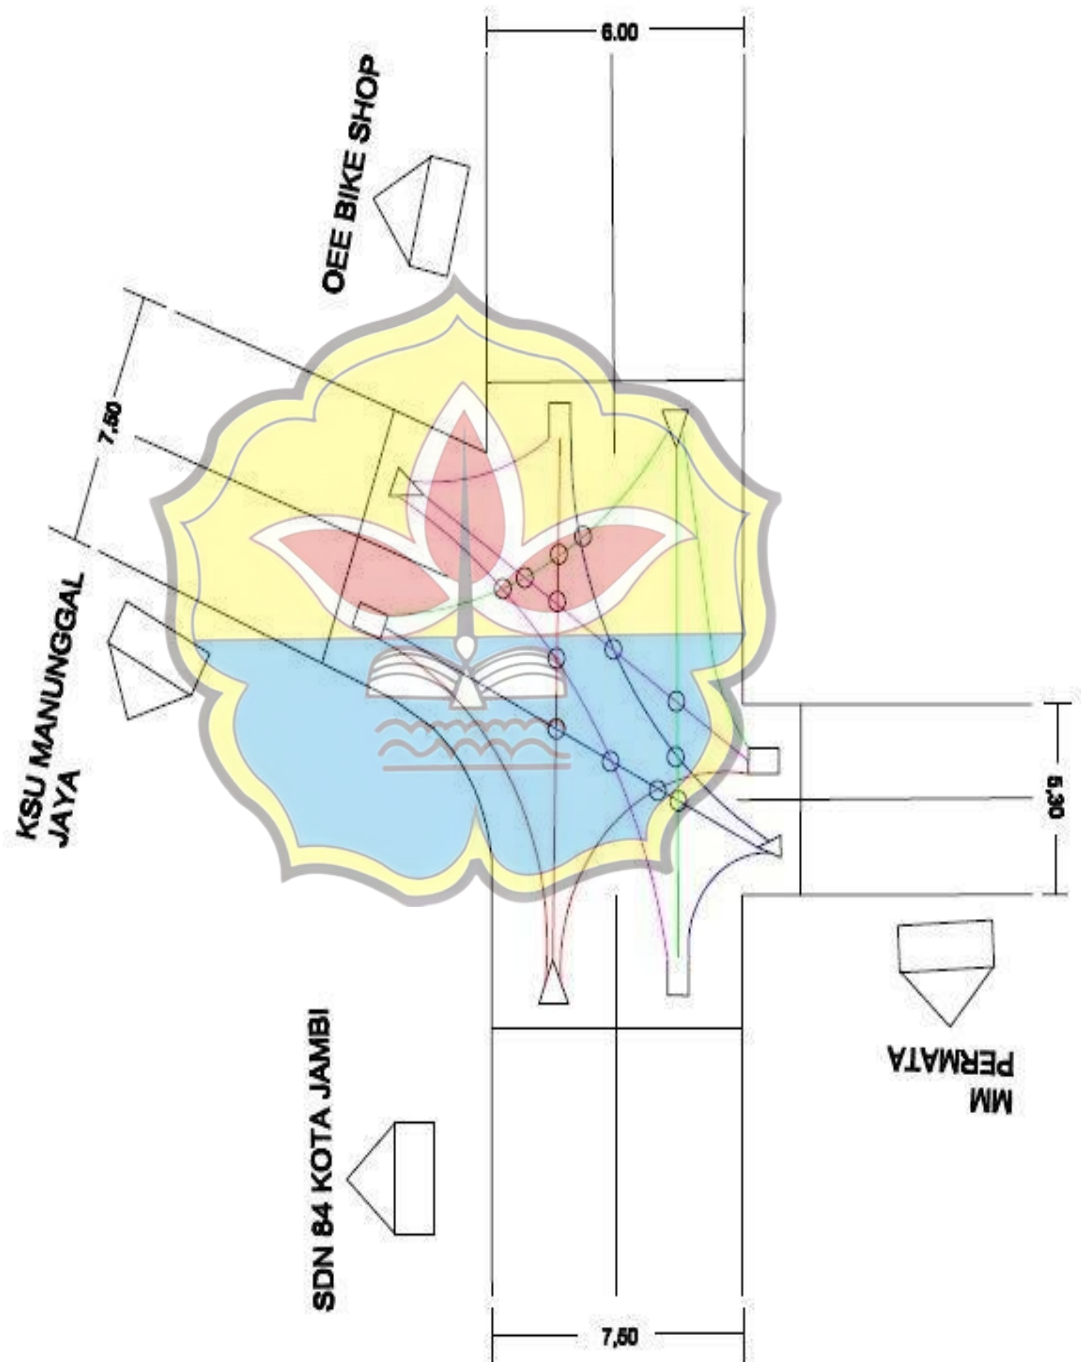 6.00
OEE BIKE SHOP
7,50
KSU MANUNGGAL
JAYA
5,30
MM
PERMATA
SDN 84 KOTA JAMBI
7,50